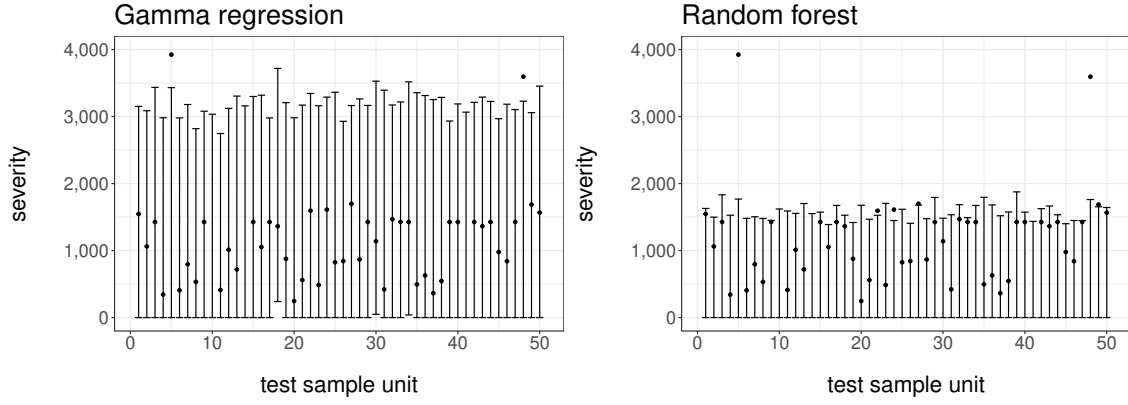 Gamma regression
4,000
3,000
2,000
1,000
0
severity
0 10 20 30 40 50
test sample unit
Random forest
4,000
3,000
2,000
1,000
0
severity
0 10 20 30 40 50
test sample unit